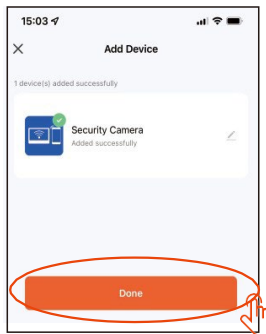 15:03
Add Device
1 device(s) added successfully
Security Camera
Added successfully
Done